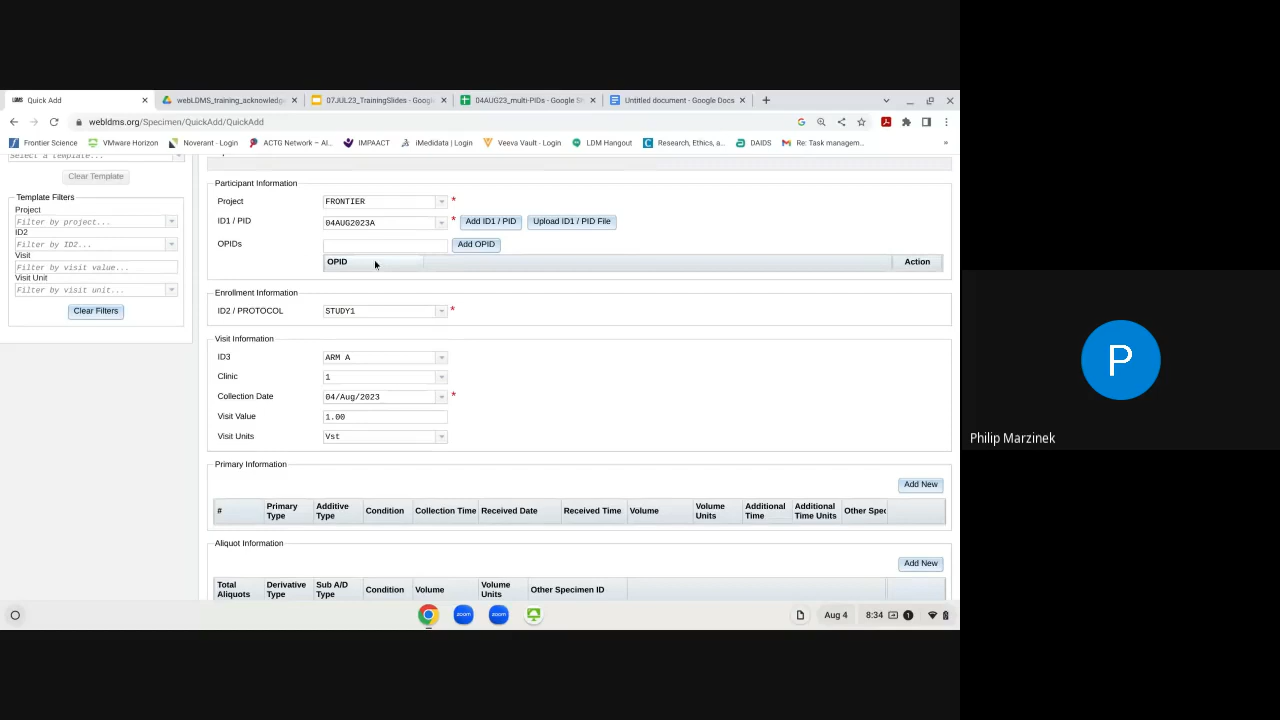 Quick Add
webLDMS_training_acknowledg
07JUL23_TrainingSlides - Google
04AUG23_multi-PIDs - Google Sh
Untitled document - Google Docs
webldms.org/Specimen/QuickAdd/QuickAdd
Frontier Science
VMware Horizon
Noverant - Login
ACTG Network – Al...
IMPAACT
iMedidata | Login
Veeva Vault - Login
LDM Hangout
Research, Ethics, a...
DAIDS
Re: Task managem...
»
Select a template...
Clear Template
Template Filters
Project
Filter by project...
ID2
Filter by ID2...
Visit
Filter by visit value...
Visit Unit
Filter by visit unit...
Clear Filters
Participant Information
Project FRONTIER *
ID1 / PID 04AUG2023A * Add ID1 / PID Upload ID1 / PID File
OPIDs Add OPID
OPID Action
Enrollment Information
ID2 / PROTOCOL STUDY1 *
Visit Information
ID3 ARM A
Clinic 1
Collection Date 04/Aug/2023 *
Visit Value 1.00
Visit Units Vst
Primary Information
Add New
# Primary Type Additive Type Condition Collection Time Received Date Received Time Volume Volume Units Additional Time Additional Time Units Other Spec
Aliquot Information
Add New
Total Aliquots Derivative Type Sub A/D Type Condition Volume Volume Units Other Specimen ID
zoom
zoom
Aug 4
8:34
1
P
Philip Marzinek